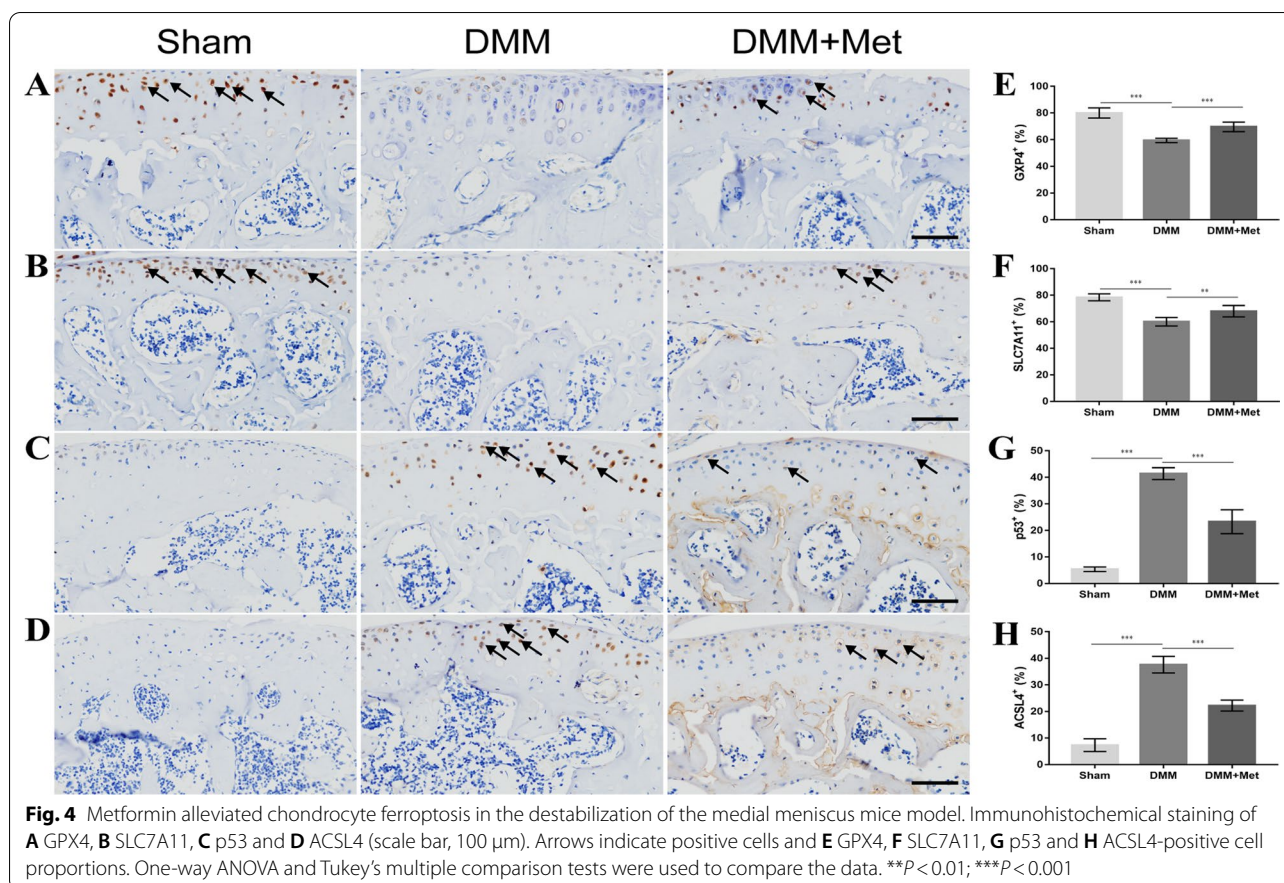 Sham DMM DMM+Met
A
B
C
D
E
GXP4⁺ (%)
100
80
60
40
20
0
***
***
Sham DMM DMM+Met
F
SLC7A11⁺ (%)
100
80
60
40
20
0
***
**
Sham DMM DMM+Met
G
p53⁺ (%)
50
40
30
20
10
0
***
***
Sham DMM DMM+Met
H
ACSL4⁺ (%)
50
40
30
20
10
0
***
***
Sham DMM DMM+Met
Fig. 4 Metformin alleviated chondrocyte ferroptosis in the destabilization of the medial meniscus mice model. Immunohistochemical staining of
A GPX4, B SLC7A11, C p53 and D ACSL4 (scale bar, 100 μm). Arrows indicate positive cells and E GPX4, F SLC7A11, G p53 and H ACSL4-positive cell
proportions. One-way ANOVA and Tukey’s multiple comparison tests were used to compare the data. **P < 0.01; ***P < 0.001